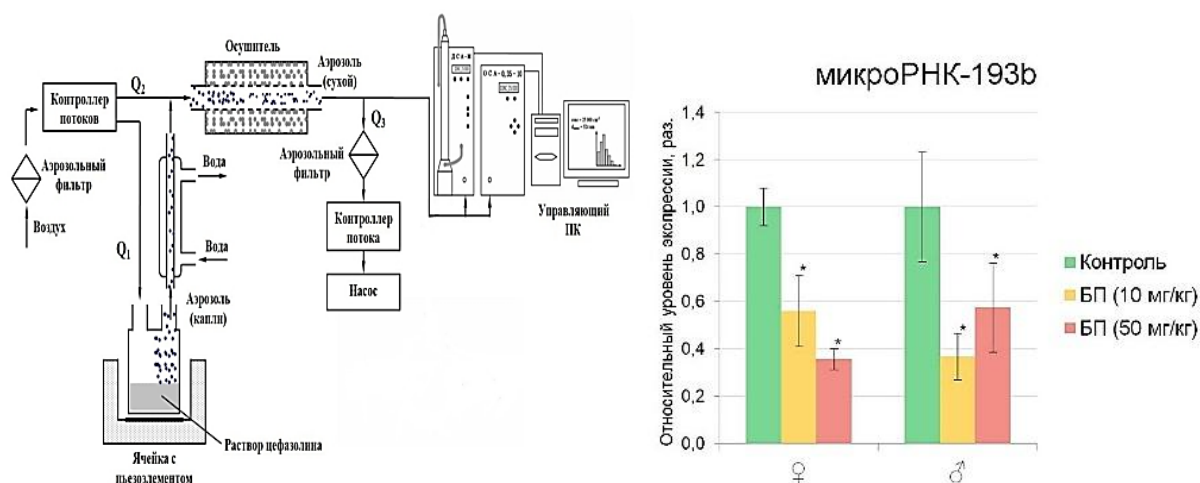 Осушитель
Аэрозоль
(сухой)
Q2
Контроллер
потоков
Q3
ДСА-М
Аэрозольный
фильтр
Вода
Аэрозольный
фильтр
Управляющий
ПК
Воздух
Q1
Вода
Контроллер
потока
Аэрозоль
(капли)
Насос
Раствор цефазолина
Ячейка с
пьезоэлементом
микроРНК-193b
Относительный уровень экспрессии, раз.
1,4
1,2
1,0
0,8
0,6
0,4
0,2
0,0
*
*
*
*
♀
♂
Контроль
БП (10 мг/кг)
БП (50 мг/кг)